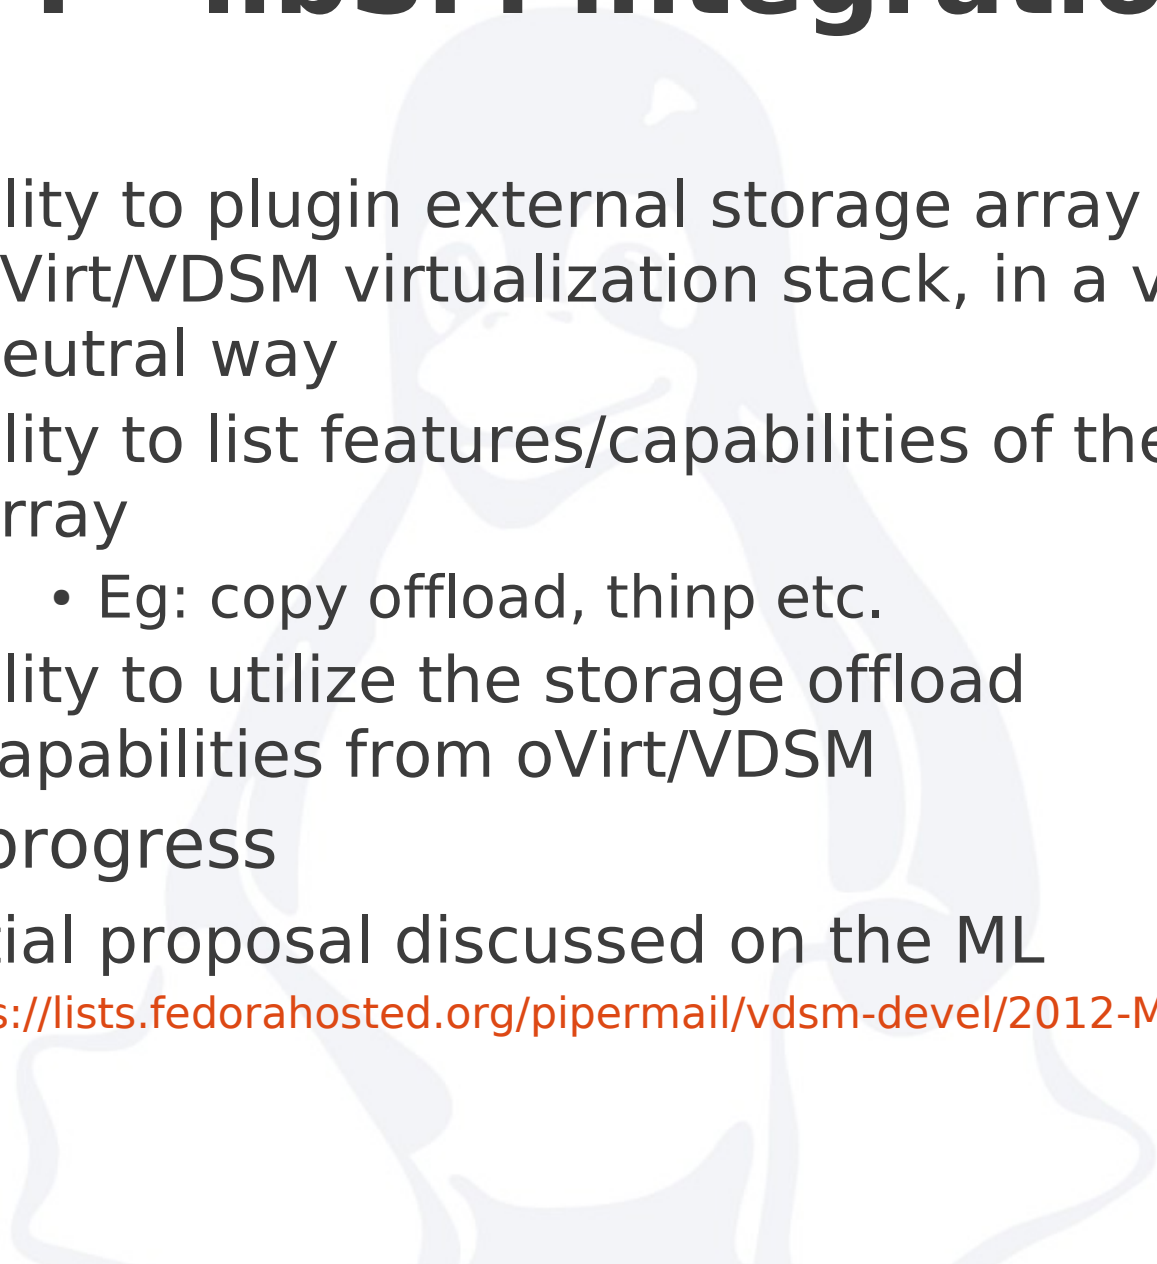 lity to plugin external storage array
Virt/VDSM virtualization stack, in a v
eutral way
lity to list features/capabilities of the
rray
• Eg: copy offload, thinp etc.
lity to utilize the storage offload
apabilities from oVirt/VDSM
progress
ial proposal discussed on the ML
s://lists.fedorahosted.org/pipermail/vdsm-devel/2012-M